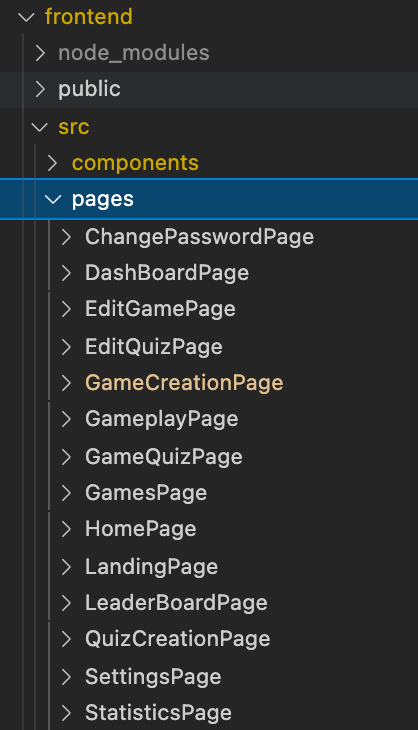 frontend
node_modules
public
src
components
pages
ChangePasswordPage
DashBoardPage
EditGamePage
EditQuizPage
GameCreationPage
GameplayPage
GameQuizPage
GamesPage
HomePage
LandingPage
LeaderBoardPage
QuizCreationPage
SettingsPage
StatisticsPage